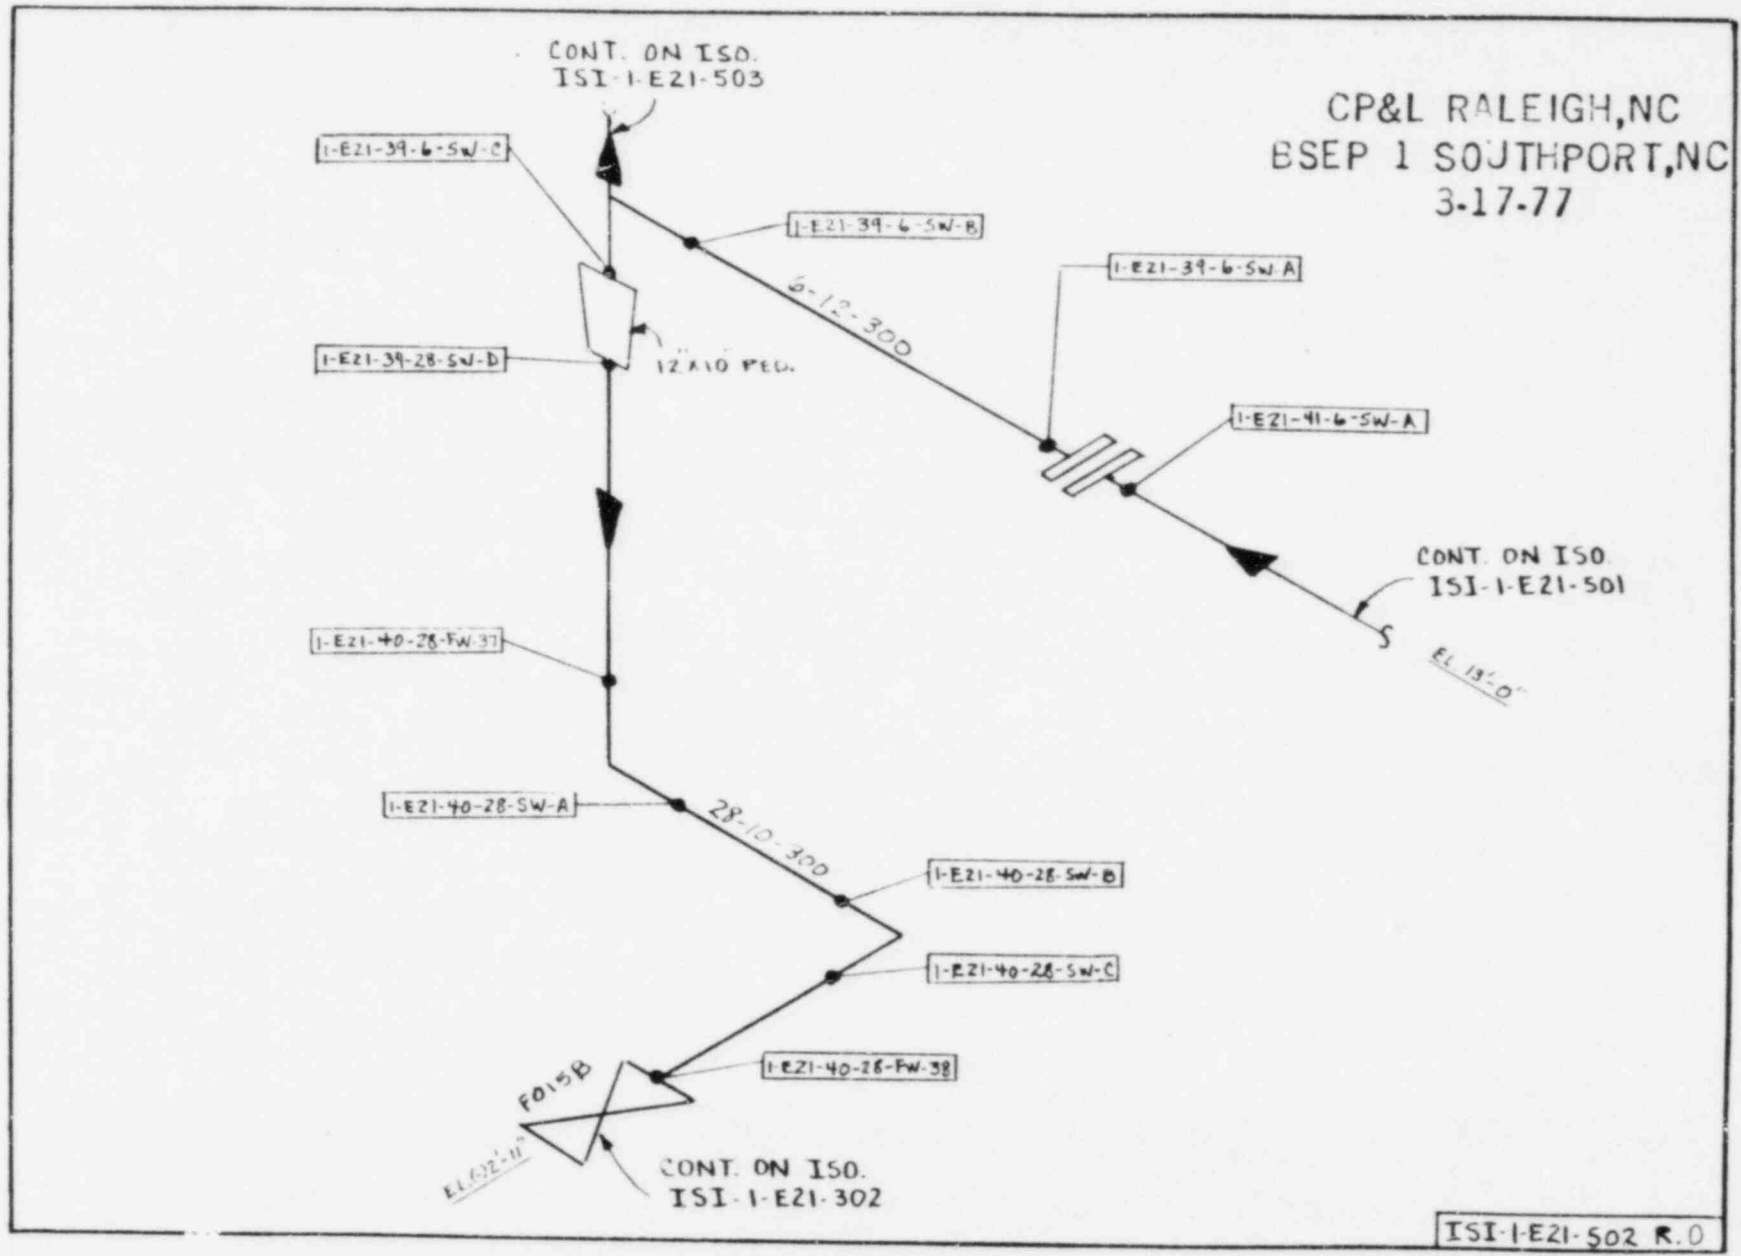 CONT. ON ISO.
ISI-1-E21-503
CP&L RALEIGH,NC
BSEP 1 SOUTHPORT,NC
3-17-77
1-E21-39-6-SW-C
1-E21-39-6-SW-B
1-E21-39-6-SW-A
6-12-300
1-E21-39-28-SW-D
12"X10" RED.
1-E21-41-6-SW-A
CONT. ON ISO.
ISI-1-E21-501
EL. 13'-0"
1-E21-40-28-FW-37
1-E21-40-28-SW-A
28-10-300
1-E21-40-28-SW-B
1-E21-40-28-SW-C
1-E21-40-28-FW-38
F015B
EL.(-)2'-11"
CONT. ON ISO.
ISI-1-E21-302
ISI-1-E21-502 R.0